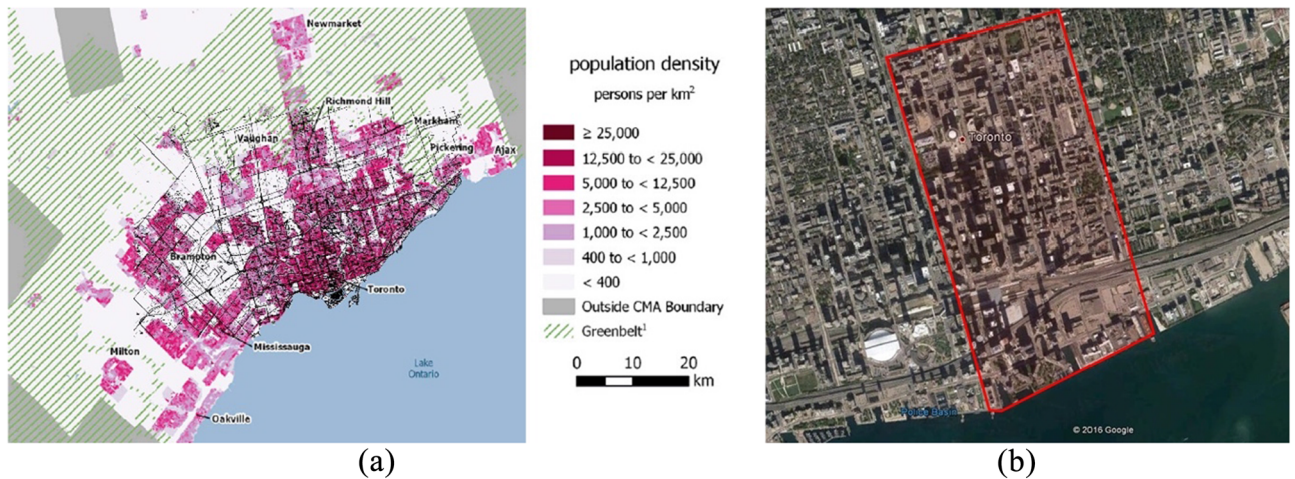 Newmarket
Richmond Hill
Markham
Vaughan
Pickering
Ajax
Brampton
Toronto
Mississauga
Milton
Lake
Ontario
Oakville
population density
persons per km²
≥ 25,000
12,500 to < 25,000
5,000 to < 12,500
2,500 to < 5,000
1,000 to < 2,500
400 to < 1,000
< 400
Outside CMA Boundary
Greenbelt¹
0 10 20
km
(a)
Toronto
© 2016 Google
(b)